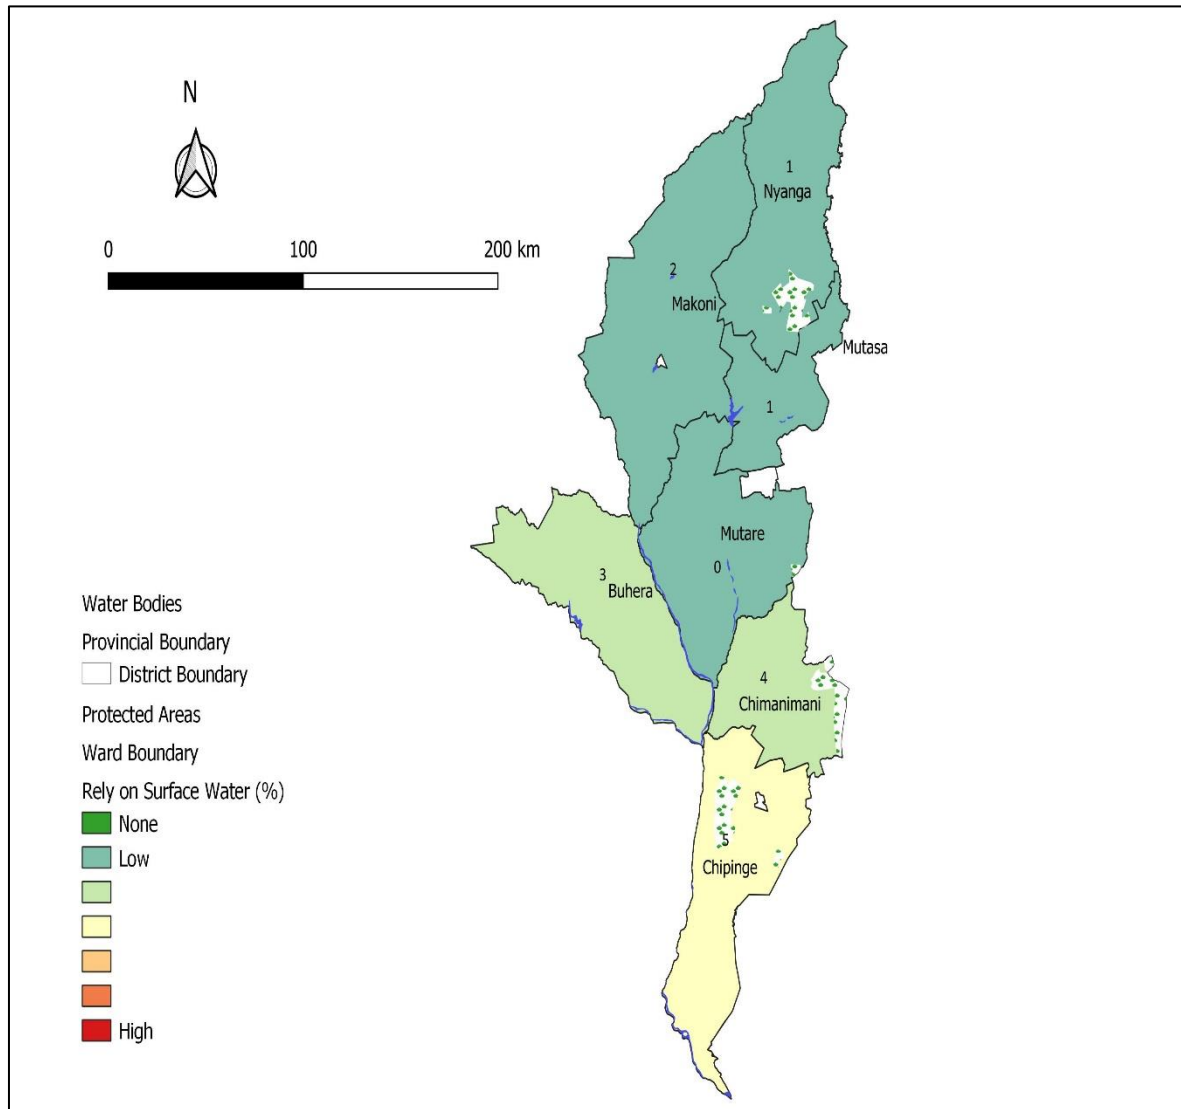 N
0 100 200 km
1
Nyanga
2
Makoni
Mutasa
1
Mutare
0
3
Buhera
4
Chimanimani
5
Chipinge
Water Bodies
Provincial Boundary
District Boundary
Protected Areas
Ward Boundary
Rely on Surface Water (%)
None
Low
High